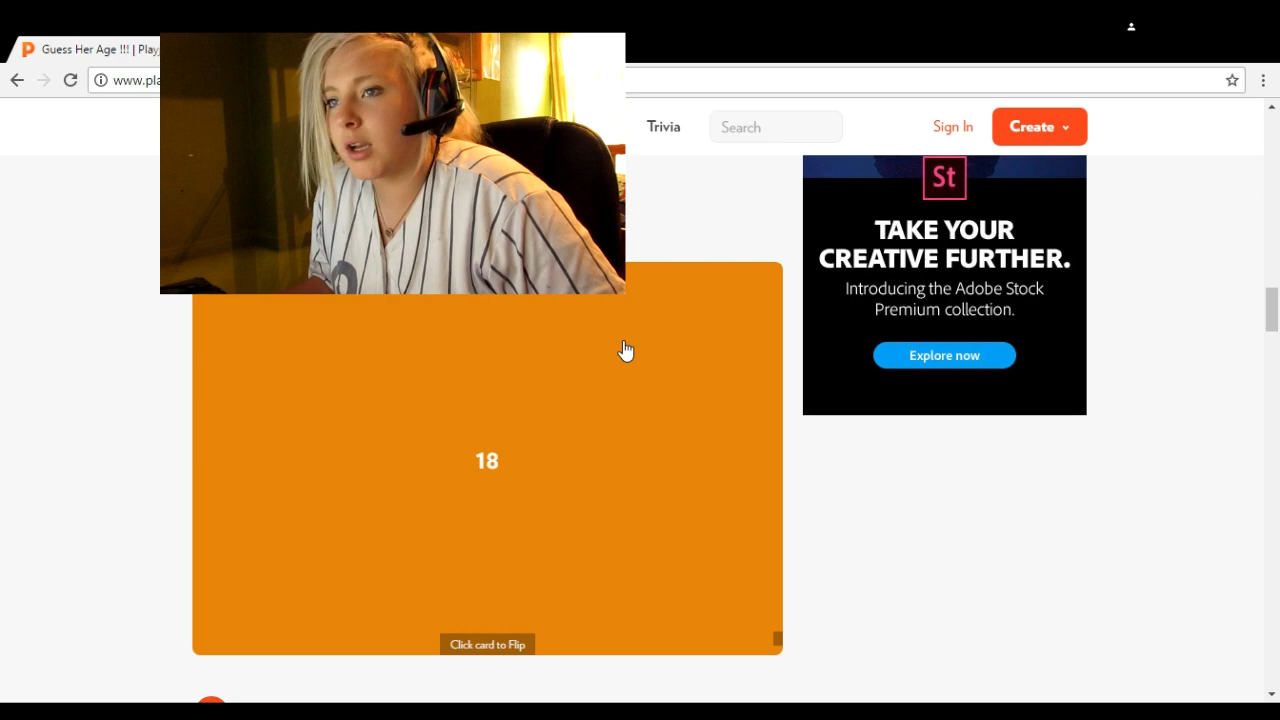 Guess Her Age !!! | Play
www.pla
Trivia
Search
Sign In
Create
St
TAKE YOUR
CREATIVE FURTHER.
Introducing the Adobe Stock
Premium collection.
Explore now
18
Click card to Flip